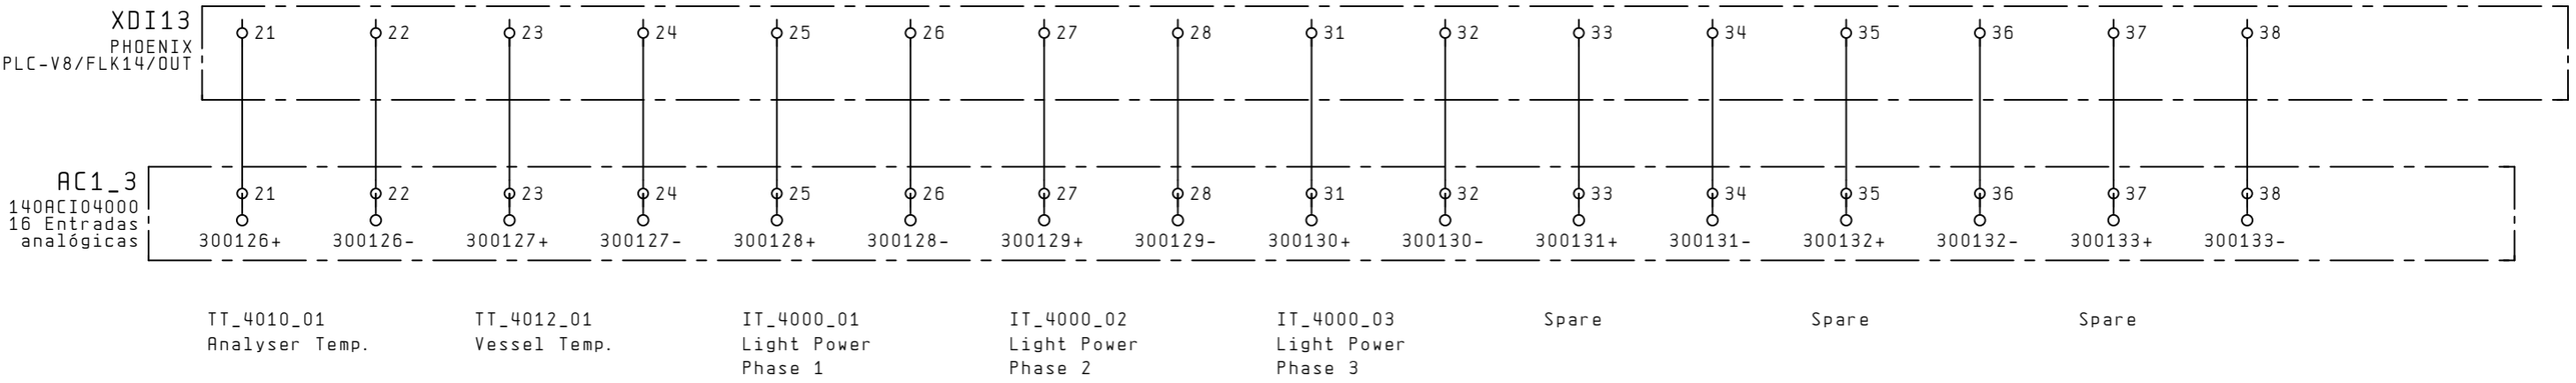 XDI13
PHOENIX
PLC-V8/FLK14/OUT
21 22 23 24 25 26 27 28 31 32 33 34 35 36 37 38
AC1_3
140ACI04000
16 Entradas
analógicas
21 22 23 24 25 26 27 28 31 32 33 34 35 36 37 38
300126+ 300126- 300127+ 300127- 300128+ 300128- 300129+ 300129- 300130+ 300130- 300131+ 300131- 300132+ 300132- 300133+ 300133-
TT_4010_01
Analyser Temp.
TT_4012_01
Vessel Temp.
IT_4000_01
Light Power
Phase 1
IT_4000_02
Light Power
Phase 2
IT_4000_03
Light Power
Phase 3
Spare
Spare
Spare